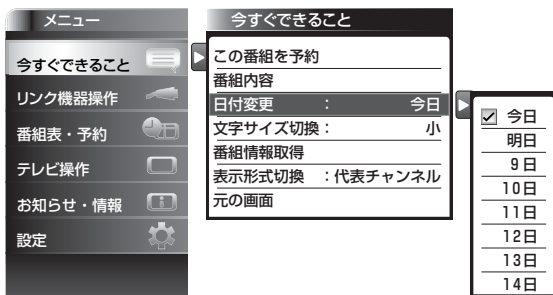 メニュー
今すぐできること
リンク機器操作
番組表・予約
テレビ操作
お知らせ・情報
設定
今すぐできること
この番組を予約
番組内容
日付変更 : 今日
文字サイズ切換 : 小
番組情報取得
表示形式切換 : 代表チャンネル
元の画面
今日
明日
9日
10日
11日
12日
13日
14日